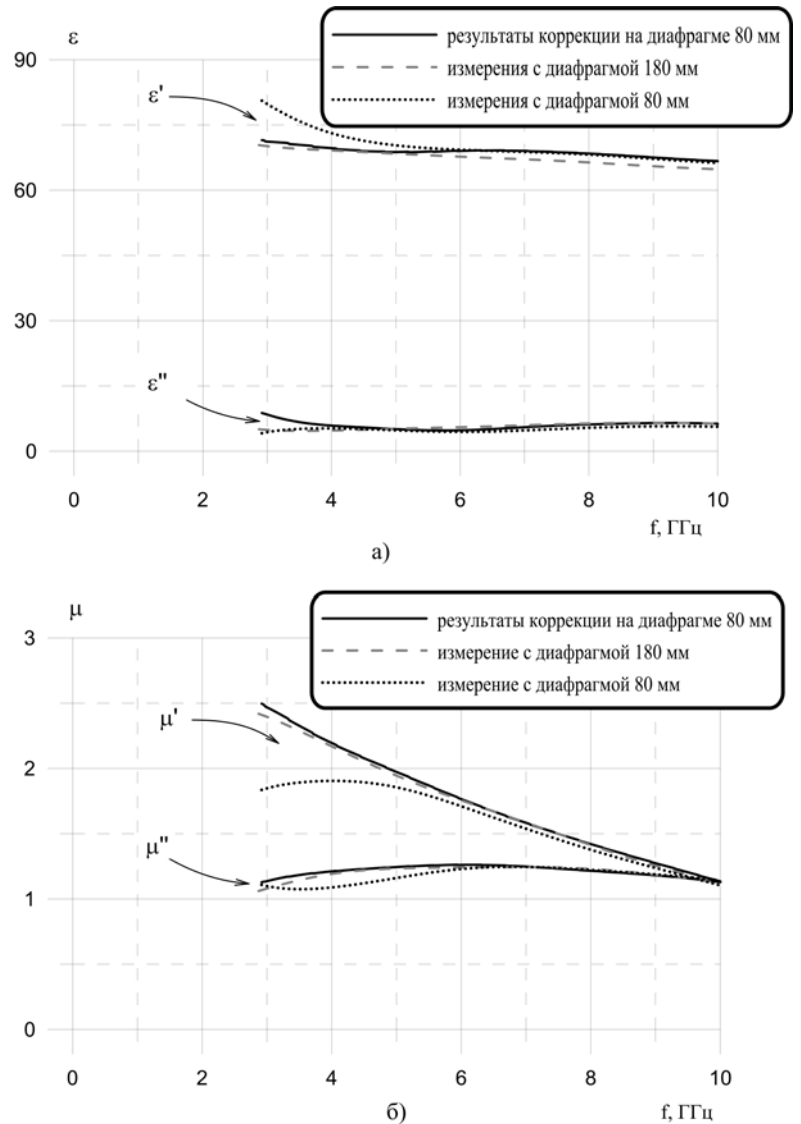 ε
результаты коррекции на диафрагме 80 мм
измерения с диафрагмой 180 мм
измерения с диафрагмой 80 мм
90
ε'
60
30
ε"
0
0 2 4 6 8 10
f, ГГц
а)
μ
результаты коррекции на диафрагме 80 мм
измерение с диафрагмой 180 мм
измерение с диафрагмой 80 мм
3
μ'
2
μ"
1
0
0 2 4 6 8 10
б) f, ГГц